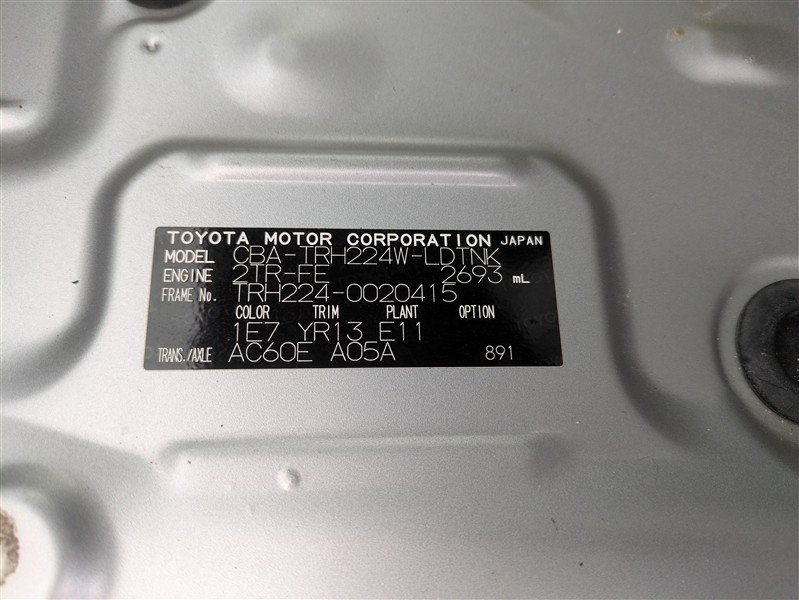 TOYOTA MOTOR CORPORATION JAPAN
MODEL CBA-TRH224W-LDTNK
ENGINE 2TR-FE 2693 mL
FRAME No. TRH224-0020415
COLOR TRIM PLANT OPTION
1E7 YR13 E11
TRANS./AXLE AC60E A05A 891